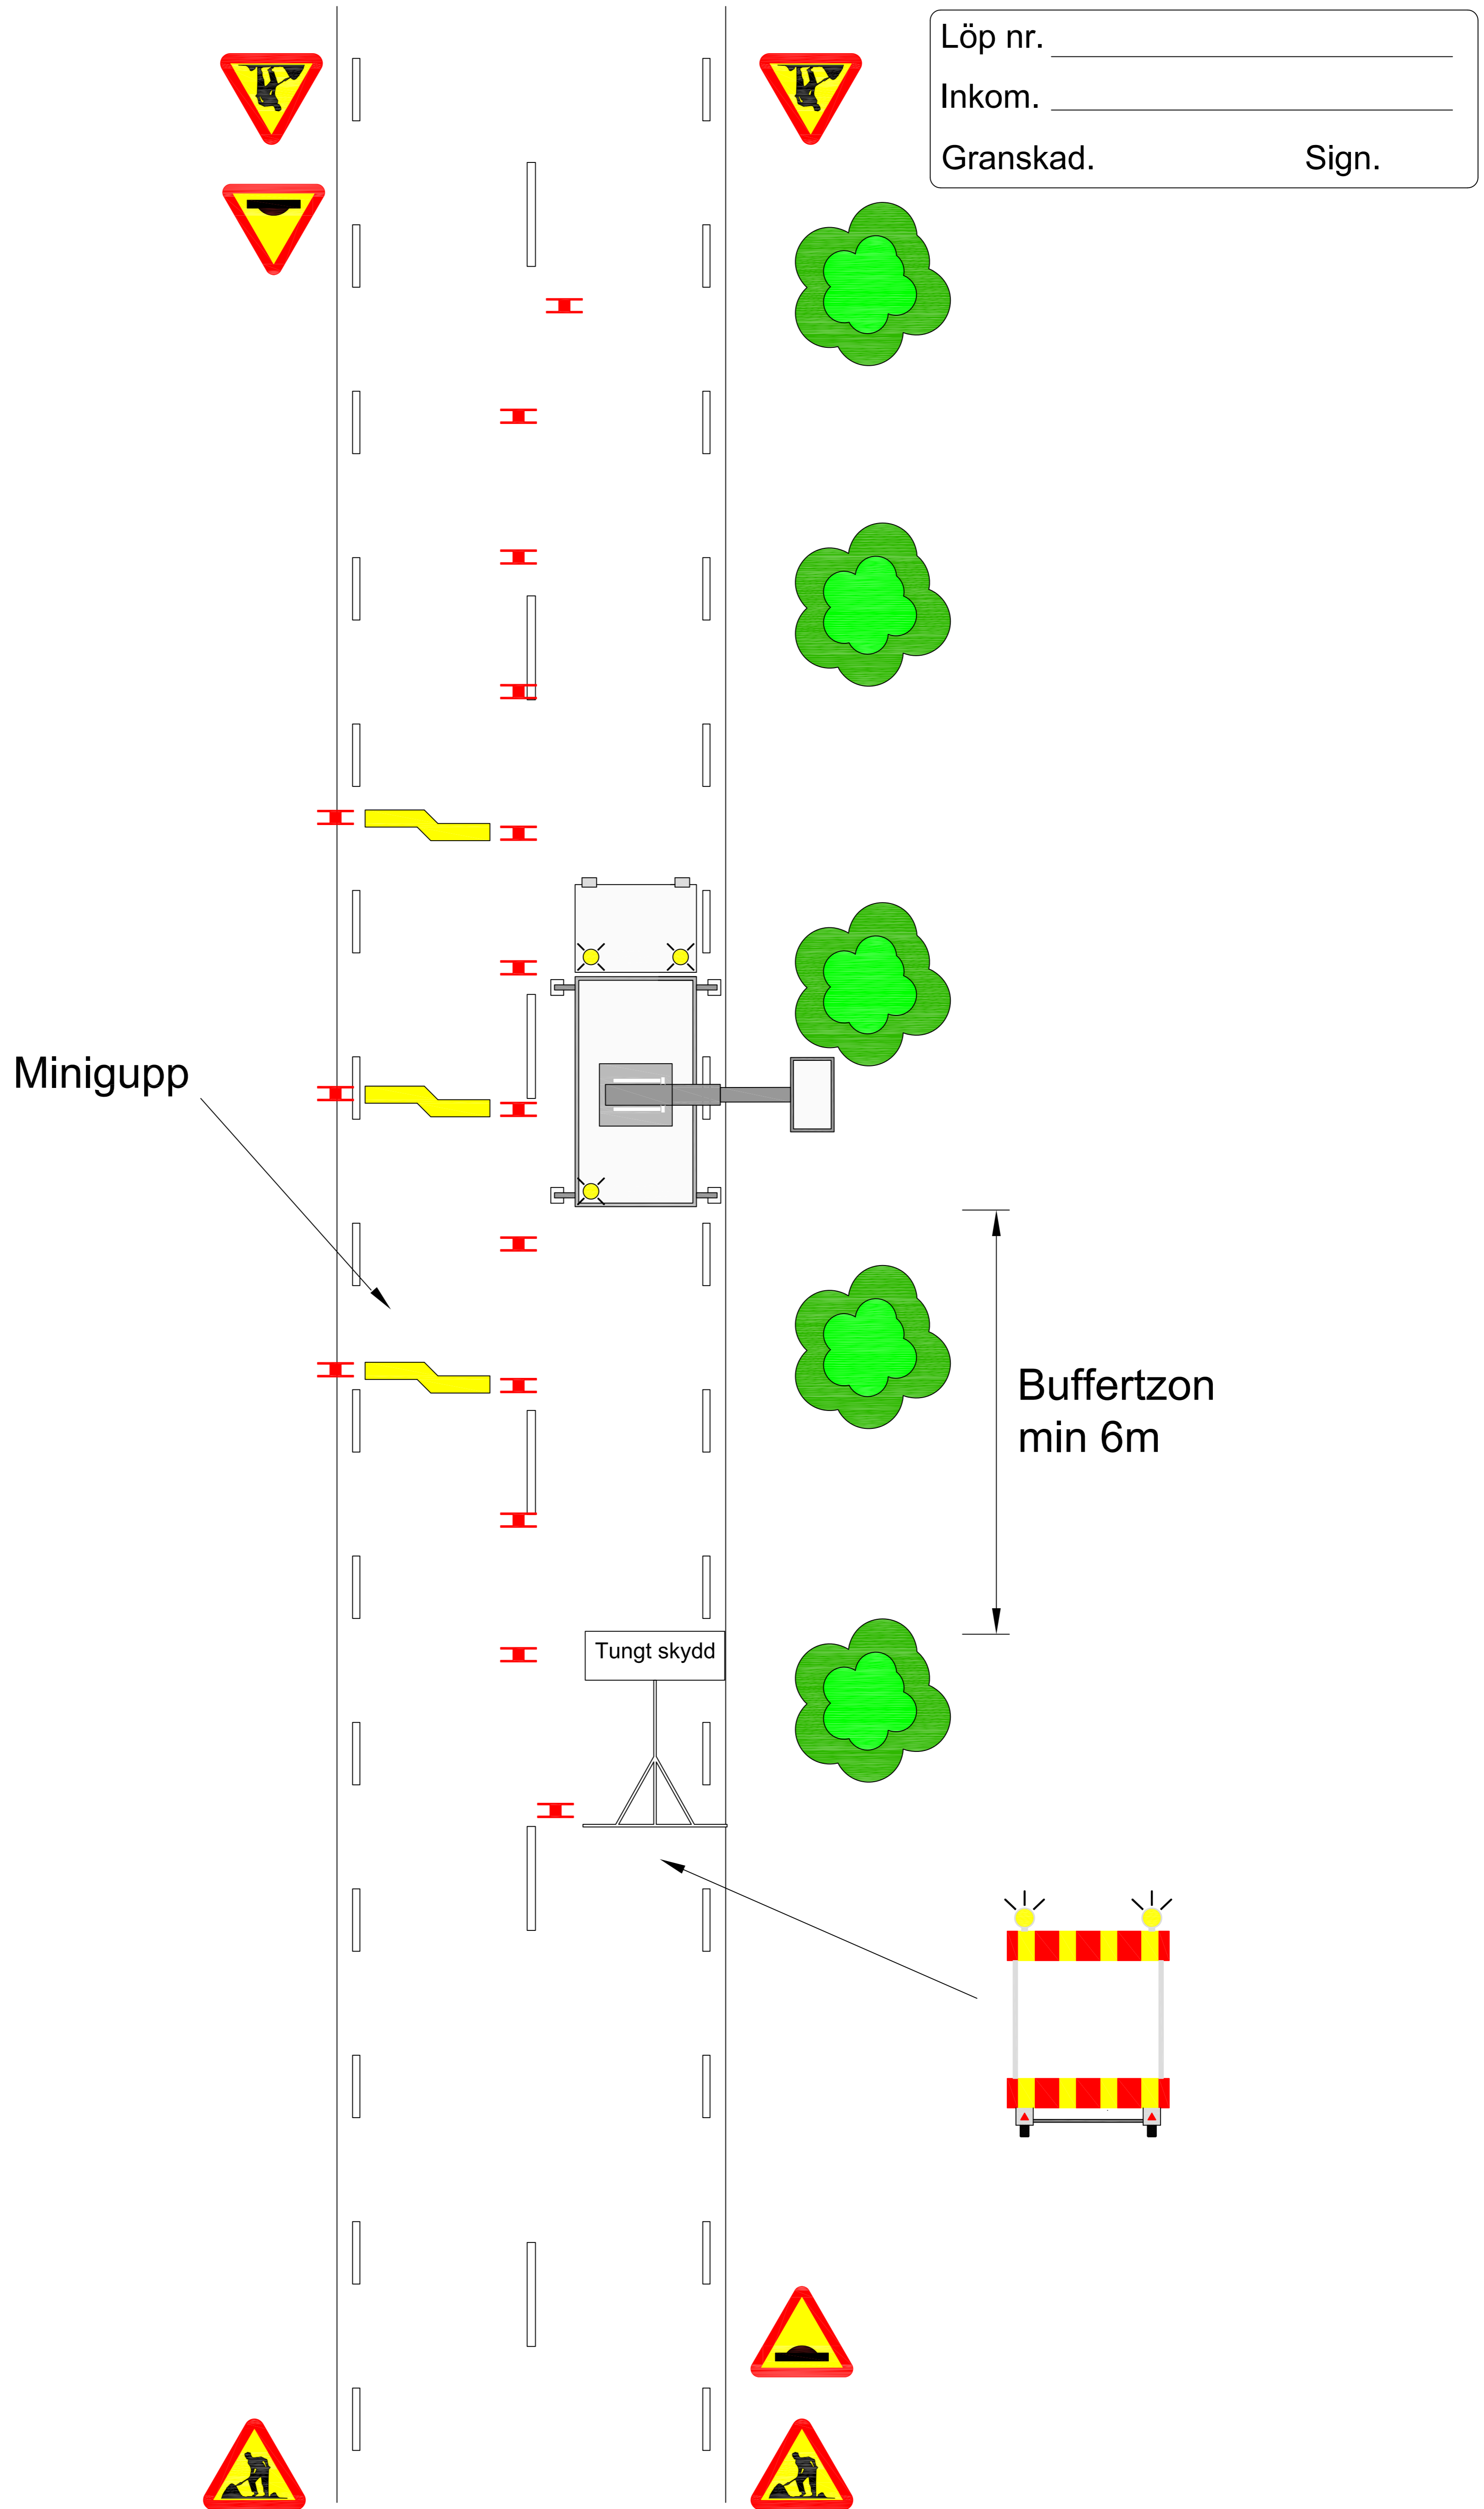 Löp nr.
Inkom.
Granskad. Sign.
Minigupp
Buffertzon
min 6m
Tungt skydd